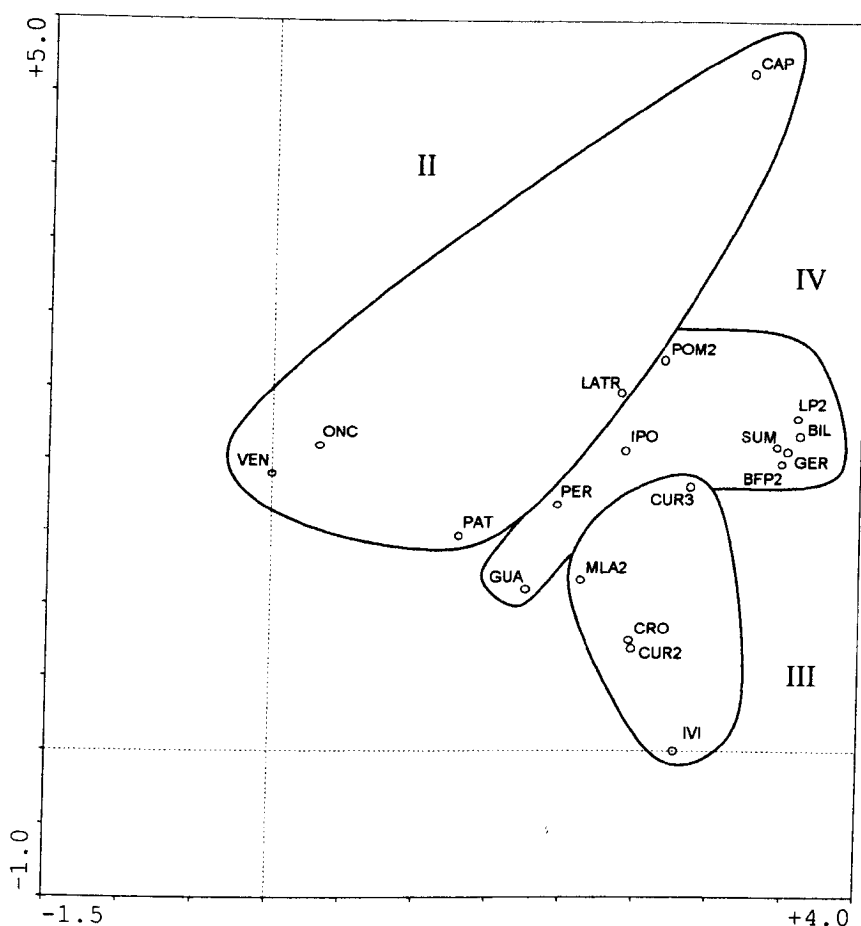 +5.0
CAP
II
IV
POM2
LATR
LP2
ONC
IPO
SUM
BIL
VEN
GER
BFP2
PER
CUR3
PAT
GUA
MLA2
CRO
CUR2
III
IVI
-1.0
-1.5
+4.0